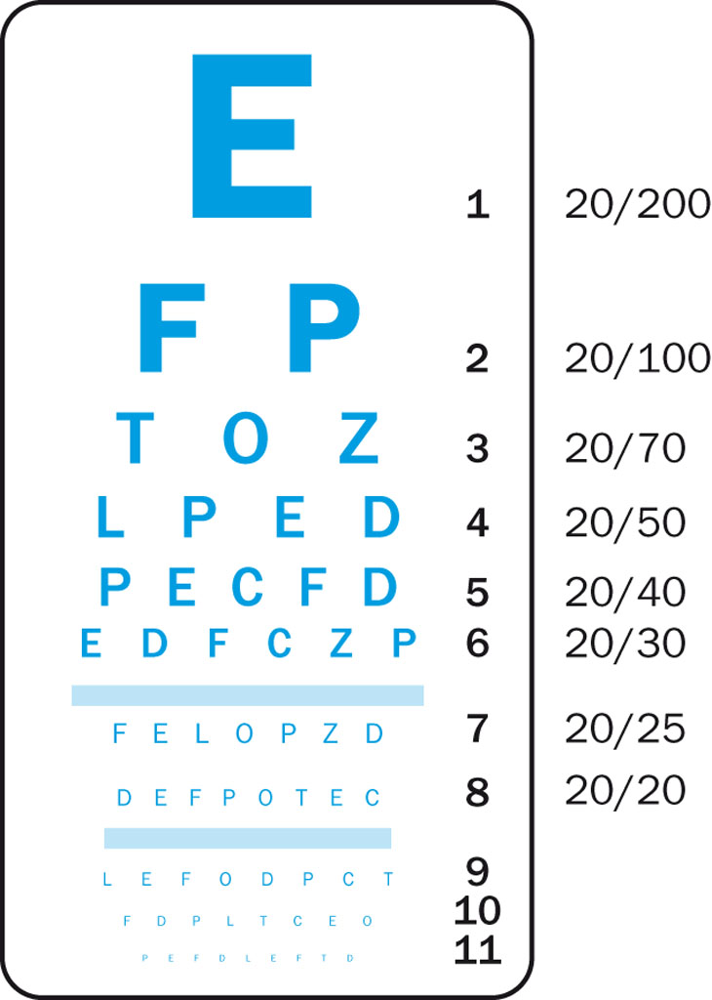 E 1 20/200
F P 2 20/100
T O Z 3 20/70
L P E D 4 20/50
P E C F D 5 20/40
E D F C Z P 6 20/30
F E L O P Z D 7 20/25
D E F P O T E C 8 20/20
L E F O D P C T 9
F D P L T C E O 10
P E F D L E F T D 11